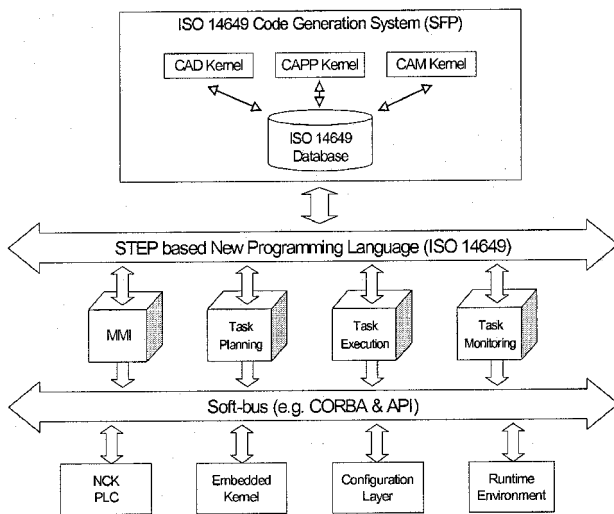 ISO 14649 Code Generation System (SFP)
CAD Kernel
CAPP Kernel
CAM Kernel
ISO 14649
Database
STEP based New Programming Language (ISO 14649)
MMI
Task
Planning
Task
Execution
Task
Monitoring
Soft-bus (e.g. CORBA & API)
NCK
PLC
Embedded
Kernel
Configuration
Layer
Runtime
Environment